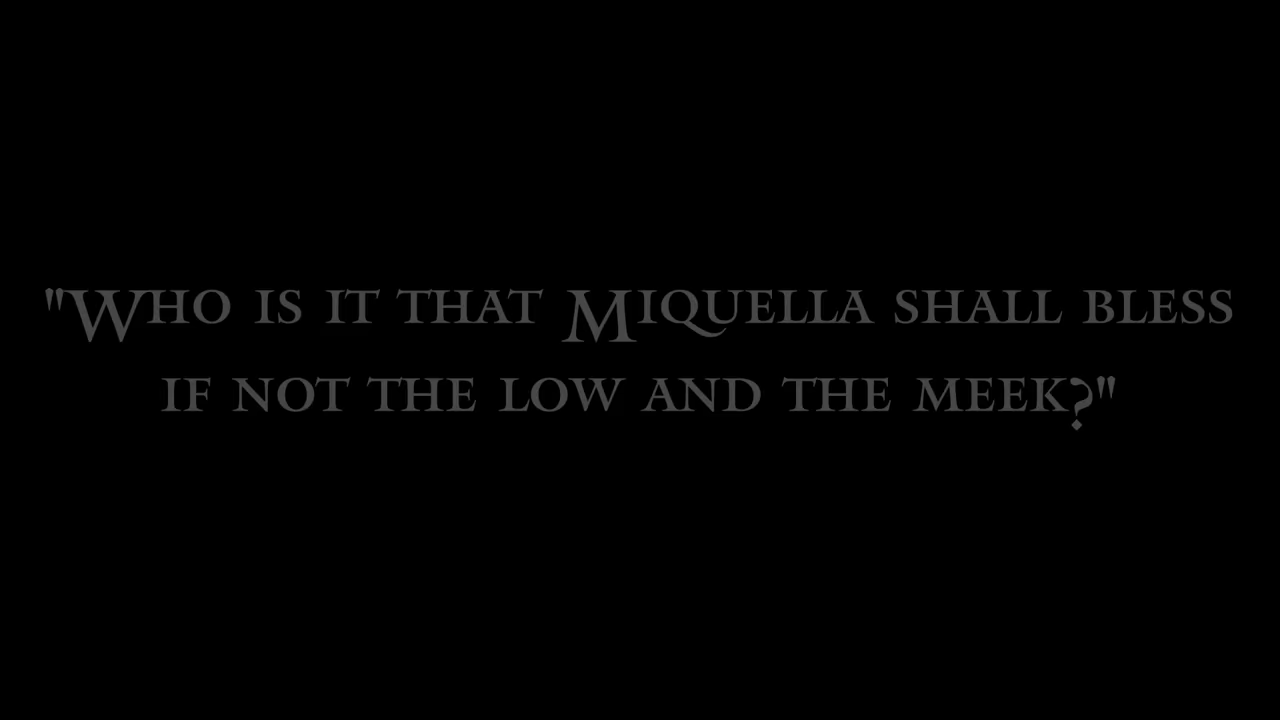 "Who is it that Miquella shall bless
if not the low and the meek?"